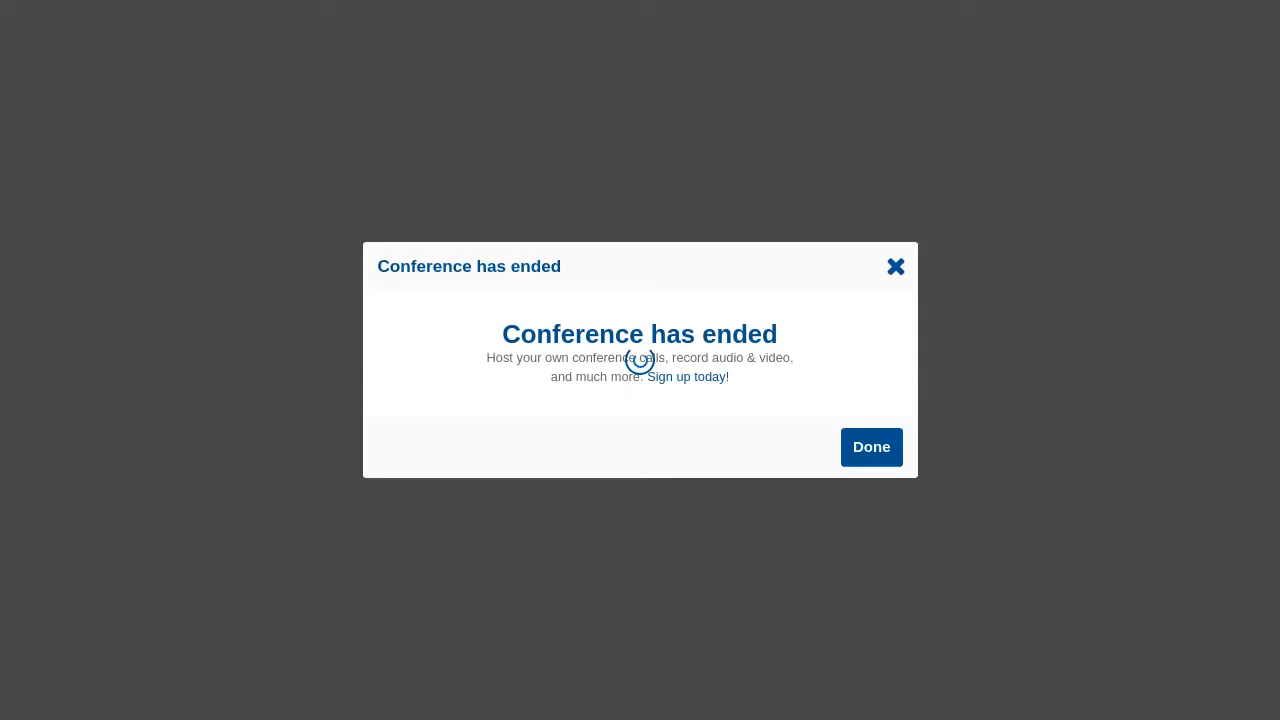 Conference has ended
Conference has ended
Host your own conference calls, record audio & video,
and much more. Sign up today!
Done